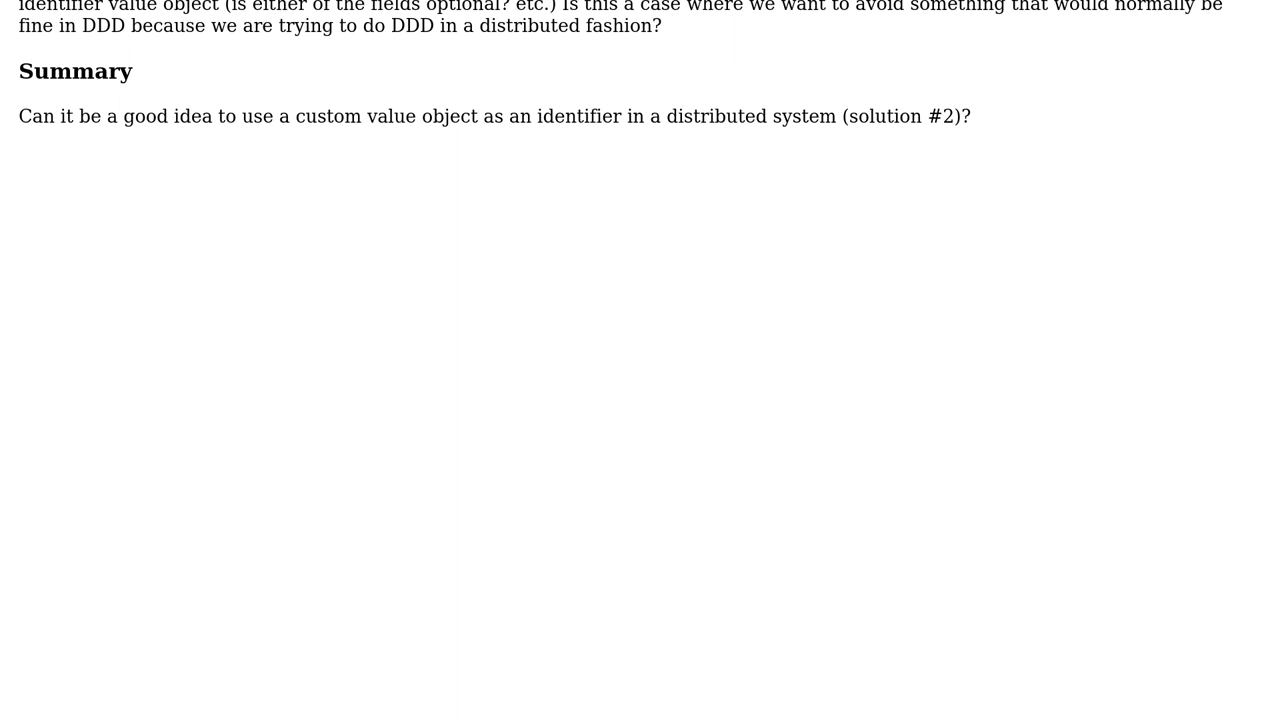 identifier value object (is either of the fields optional? etc.) Is this a case where we want to avoid something that would normally be
fine in DDD because we are trying to do DDD in a distributed fashion?
Summary
Can it be a good idea to use a custom value object as an identifier in a distributed system (solution #2)?